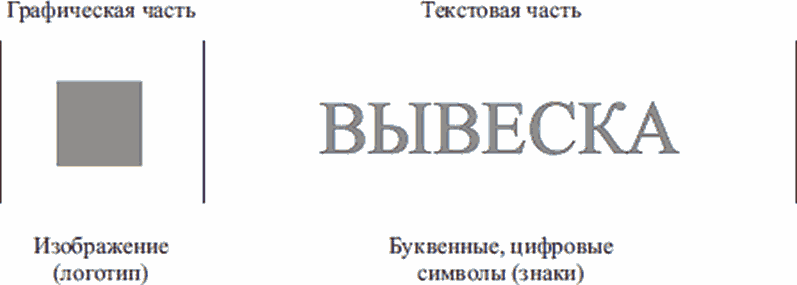 Графическая часть
Текстовая часть
ВЫВЕСКА
Изображение
(логотип)
Буквенные, цифровые
символы (знаки)